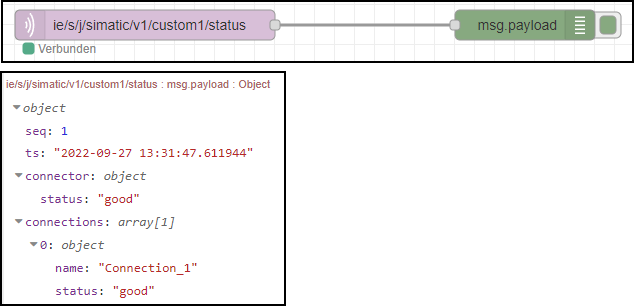 ie/s/j/simatic/v1/custom1/status
msg.payload
Verbunden
ie/s/j/simatic/v1/custom1/status : msg.payload : Object
object
seq: 1
ts: "2022-09-27 13:31:47.611944"
connector: object
status: "good"
connections: array[1]
0: object
name: "Connection_1"
status: "good"